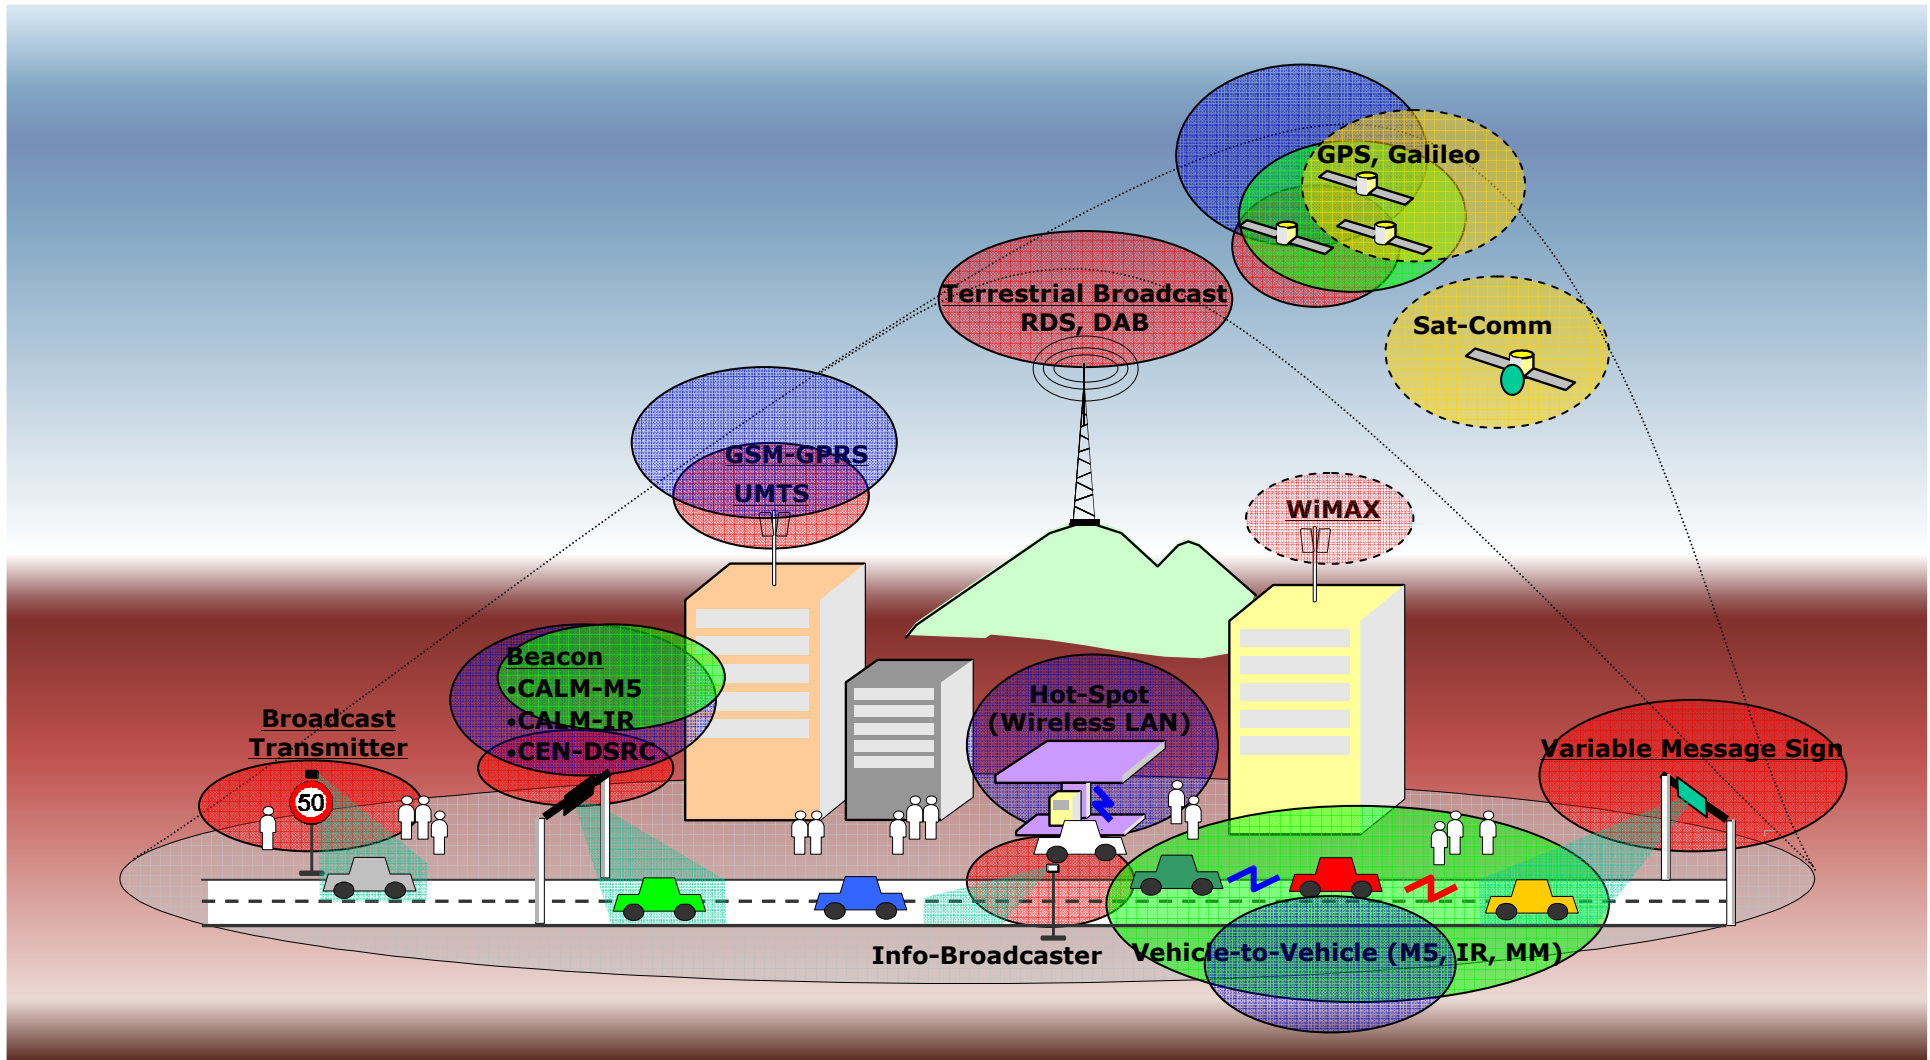 GPS, Galileo
Terrestrial Broadcast
RDS, DAB
Sat-Comm
GSM-GPRS
UMTS
WiMAX
Beacon
•CALM-M5
•CALM-IR
•CEN-DSRC
Broadcast
Transmitter
50
Hot-Spot
(Wireless LAN)
Variable Message Sign
Info-Broadcaster
Vehicle-to-Vehicle (M5, IR, MM)